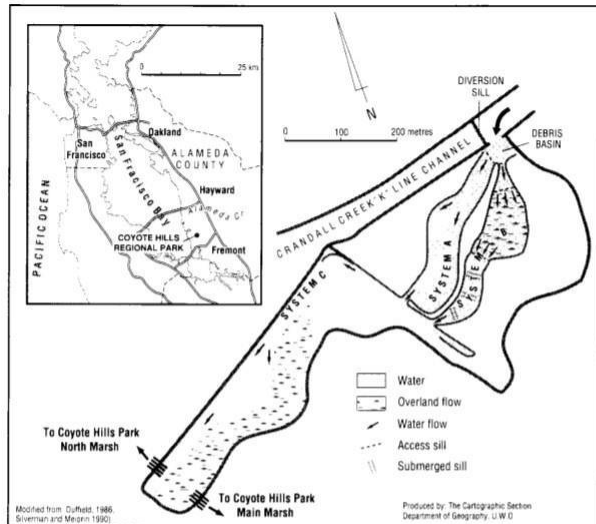 0
25 km
San
Francisco
Oakland
ALAMEDA
COUNTY
San Francisco Bay
Hayward
Alameda Cr
COYOTE HILLS
REGIONAL PARK
Fremont
PACIFIC OCEAN
N
0 100 200 metres
DIVERSION
SILL
DEBRIS
BASIN
CRANDALL CREEK "K" LINE CHANNEL
SYSTEM A
SYSTEM B
SYSTEM C
Water
Overland flow
Water flow
Access sill
Submerged sill
To Coyote Hills Park
North Marsh
To Coyote Hills Park
Main Marsh
Modified from Duffield, 1986,
Silverman and Meiorin 1990)
Produced by: The Cartographic Section
Department of Geography, U.W.O